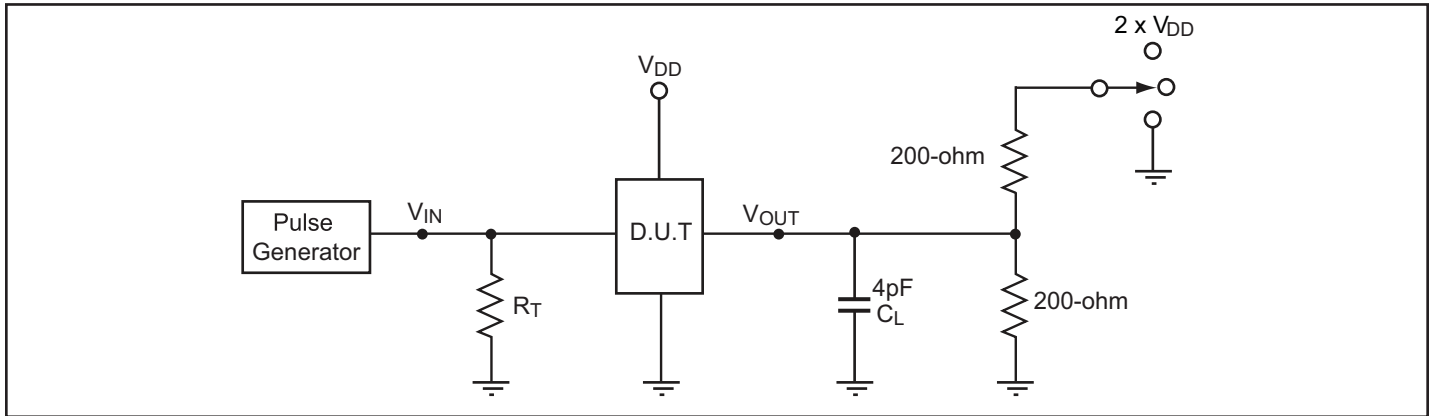 2 x VDD
VDD
200-ohm
Pulse
Generator
VIN
D.U.T
VOUT
RT
4pF
CL
200-ohm